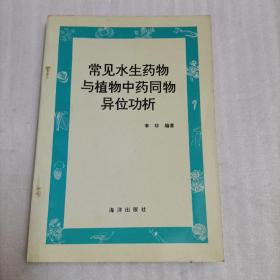 常见水生药物
与植物中药同物
异位功析
李珍 编著
海洋出版社